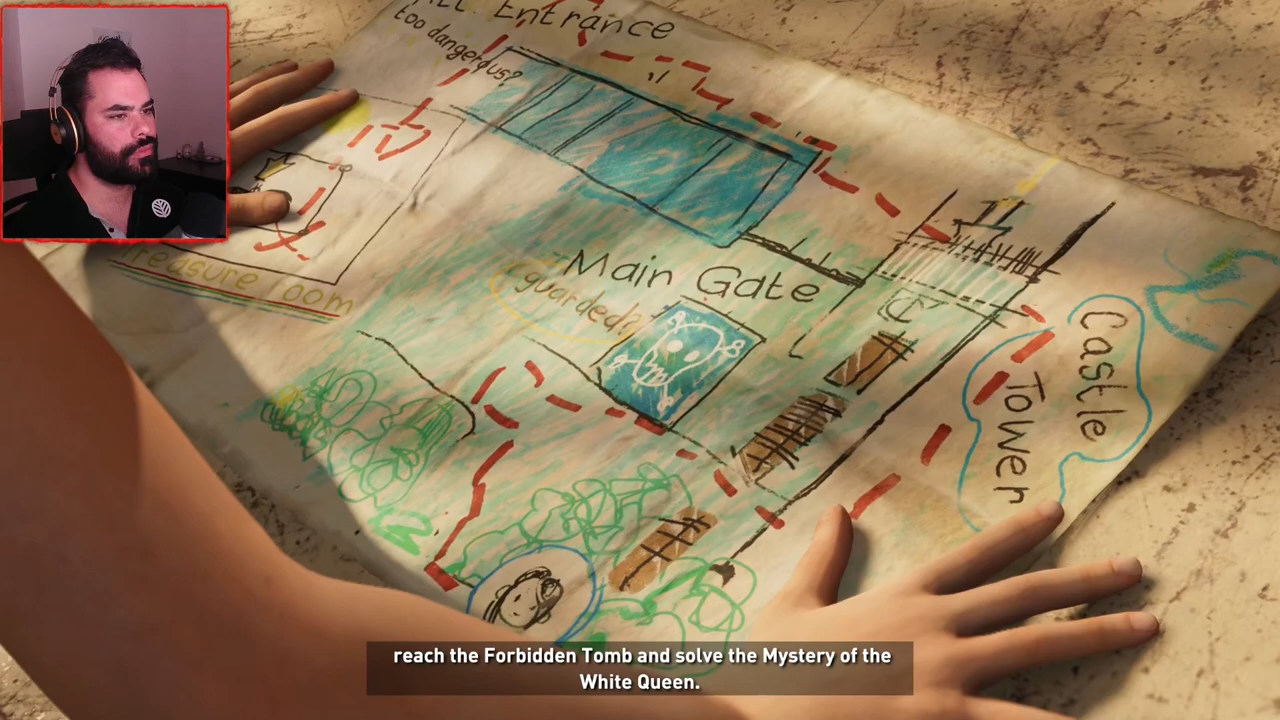 ALT. Entrance
too dangerous?
Treasure room
Main Gate
(guarded?)
Castle
Tower
reach the Forbidden Tomb and solve the Mystery of the
White Queen.